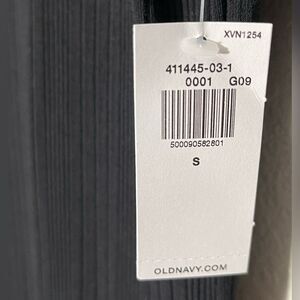 XVN1254
411445-03-1
0001 G09
500090582801
S
OLDNAVY.COM